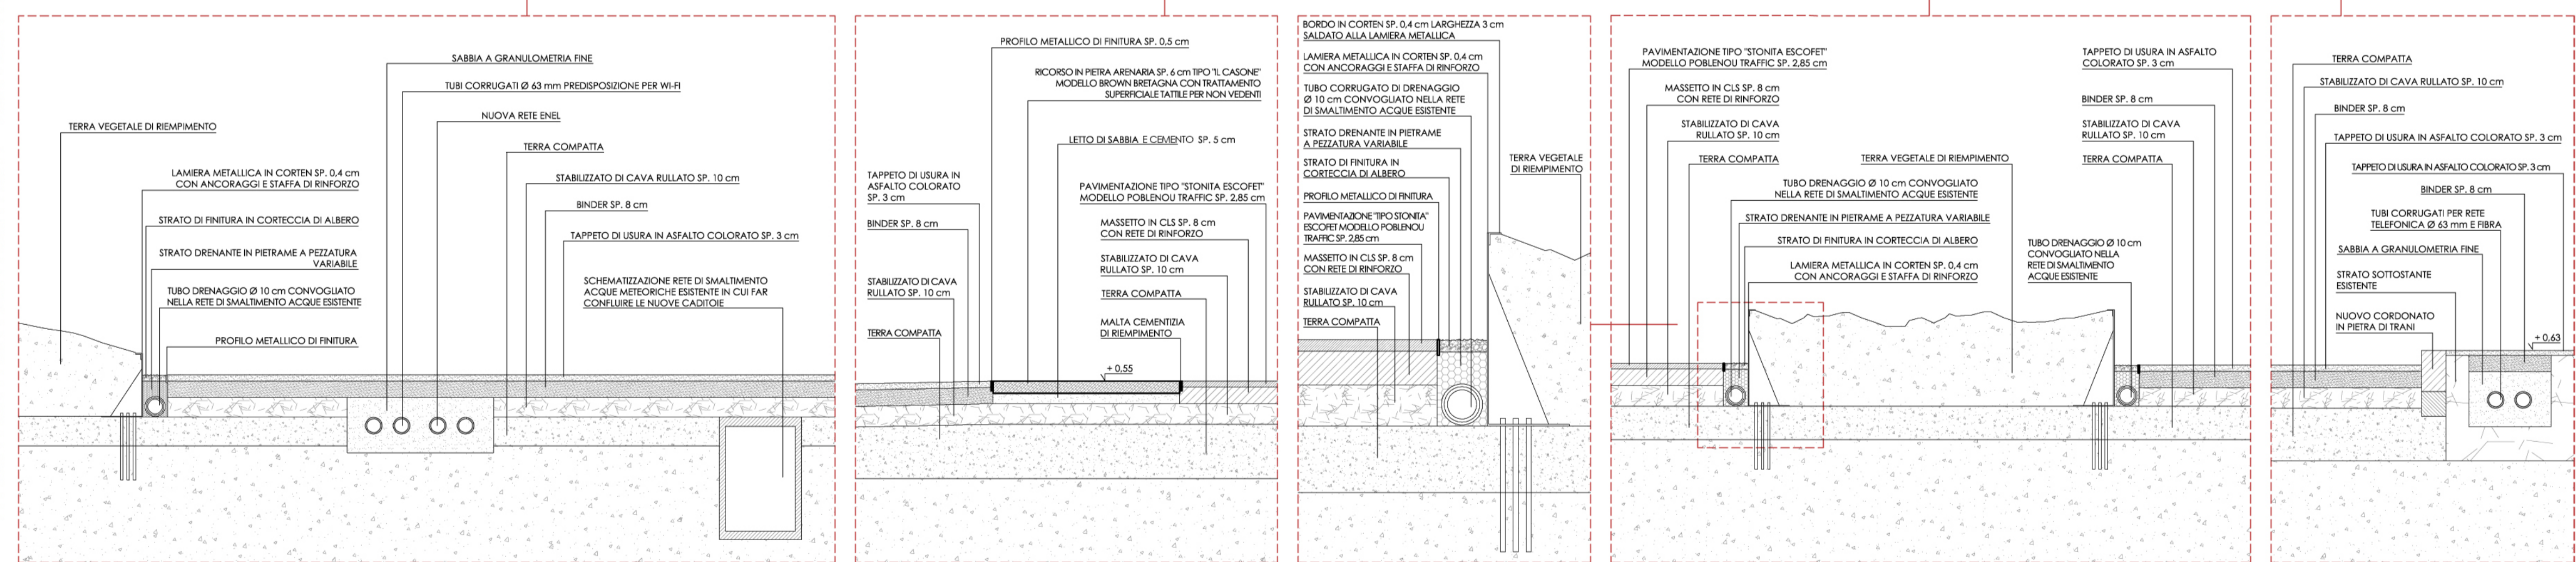 SABBIA A GRANULOMETRIA FINE
TUBI CORRUGATI Ø 63 mm PREDISPOSIZIONE PER WI-FI
NUOVA RETE ENEL
TERRA VEGETALE DI RIEMPIMENTO
TERRA COMPATTA
LAMIERA METALLICA IN CORTEN SP. 0,4 cm
CON ANCORAGGI E STAFFA DI RINFORZO
STABILIZZATO DI CAVA RULLATO SP. 10 cm
BINDER SP. 8 cm
STRATO DI FINITURA IN CORTECCIA DI ALBERO
TAPPETO DI USURA IN ASFALTO COLORATO SP. 3 cm
STRATO DRENANTE IN PIETRAME A PEZZATURA
VARIABILE
SCHEMATIZZAZIONE RETE DI SMALTIMENTO
ACQUE METEORICHE ESISTENTE IN CUI FAR
CONFLUIRE LE NUOVE CADITOIE
TUBO DRENAGGIO Ø 10 cm CONVOGLIATO
NELLA RETE DI SMALTIMENTO ACQUE ESISTENTE
PROFILO METALLICO DI FINITURA
PROFILO METALLICO DI FINITURA SP. 0,5 cm
RICORSO IN PIETRA ARENARIA SP. 6 cm TIPO "IL CASONE"
MODELLO BROWN BRETAGNA CON TRATTAMENTO
SUPERFICIALE TATTILE PER NON VEDENTI
LETTO DI SABBIA E CEMENTO SP. 5 cm
TAPPETO DI USURA IN
ASFALTO COLORATO
SP. 3 cm
PAVIMENTAZIONE TIPO "STONITA ESCOFET"
MODELLO POBLENOU TRAFFIC SP. 2,85 cm
BINDER SP. 8 cm
MASSETTO IN CLS SP. 8 cm
CON RETE DI RINFORZO
STABILIZZATO DI CAVA
RULLATO SP. 10 cm
STABILIZZATO DI CAVA
RULLATO SP. 10 cm
TERRA COMPATTA
TERRA COMPATTA
MALTA CEMENTIZIA
DI RIEMPIMENTO
+ 0,55
BORDO IN CORTEN SP. 0,4 cm LARGHEZZA 3 cm
SALDATO ALLA LAMIERA METALLICA
LAMIERA METALLICA IN CORTEN SP. 0,4 cm
CON ANCORAGGI E STAFFA DI RINFORZO
TUBO CORRUGATO DI DRENAGGIO
Ø 10 cm CONVOGLIATO NELLA RETE
DI SMALTIMENTO ACQUE ESISTENTE
STRATO DRENANTE IN PIETRAME
A PEZZATURA VARIABILE
STRATO DI FINITURA IN
CORTECCIA DI ALBERO
TERRA VEGETALE
DI RIEMPIMENTO
PROFILO METALLICO DI FINITURA
PAVIMENTAZIONE "TIPO STONITA"
ESCOFET MODELLO POBLENOU
TRAFFIC SP. 2,85 cm
MASSETTO IN CLS SP. 8 cm
CON RETE DI RINFORZO
STABILIZZATO DI CAVA
RULLATO SP. 10 cm
TERRA COMPATTA
PAVIMENTAZIONE TIPO "STONITA ESCOFET"
MODELLO POBLENOU TRAFFIC SP. 2,85 cm
MASSETTO IN CLS SP. 8 cm
CON RETE DI RINFORZO
STABILIZZATO DI CAVA
RULLATO SP. 10 cm
TERRA COMPATTA
TERRA VEGETALE DI RIEMPIMENTO
TUBO DRENAGGIO Ø 10 cm CONVOGLIATO
NELLA RETE DI SMALTIMENTO ACQUE ESISTENTE
STRATO DRENANTE IN PIETRAME A PEZZATURA VARIABILE
STRATO DI FINITURA IN CORTECCIA DI ALBERO
LAMIERA METALLICA IN CORTEN SP. 0,4 cm
CON ANCORAGGI E STAFFA DI RINFORZO
TAPPETO DI USURA IN ASFALTO
COLORATO SP. 3 cm
BINDER SP. 8 cm
STABILIZZATO DI CAVA
RULLATO SP. 10 cm
TERRA COMPATTA
TUBO DRENAGGIO Ø 10 cm
CONVOGLIATO NELLA
RETE DI SMALTIMENTO
ACQUE ESISTENTE
TERRA COMPATTA
STABILIZZATO DI CAVA RULLATO SP. 10 cm
BINDER SP. 8 cm
TAPPETO DI USURA IN ASFALTO COLORATO SP. 3 cm
TAPPETO DI USURA IN ASFALTO COLORATO SP. 3 cm
BINDER SP. 8 cm
TUBI CORRUGATI PER RETE
TELEFONICA Ø 63 mm E FIBRA
SABBIA A GRANULOMETRIA FINE
STRATO SOTTOSTANTE
ESISTENTE
NUOVO CORDONATO
IN PIETRA DI TRANI
+ 0,63